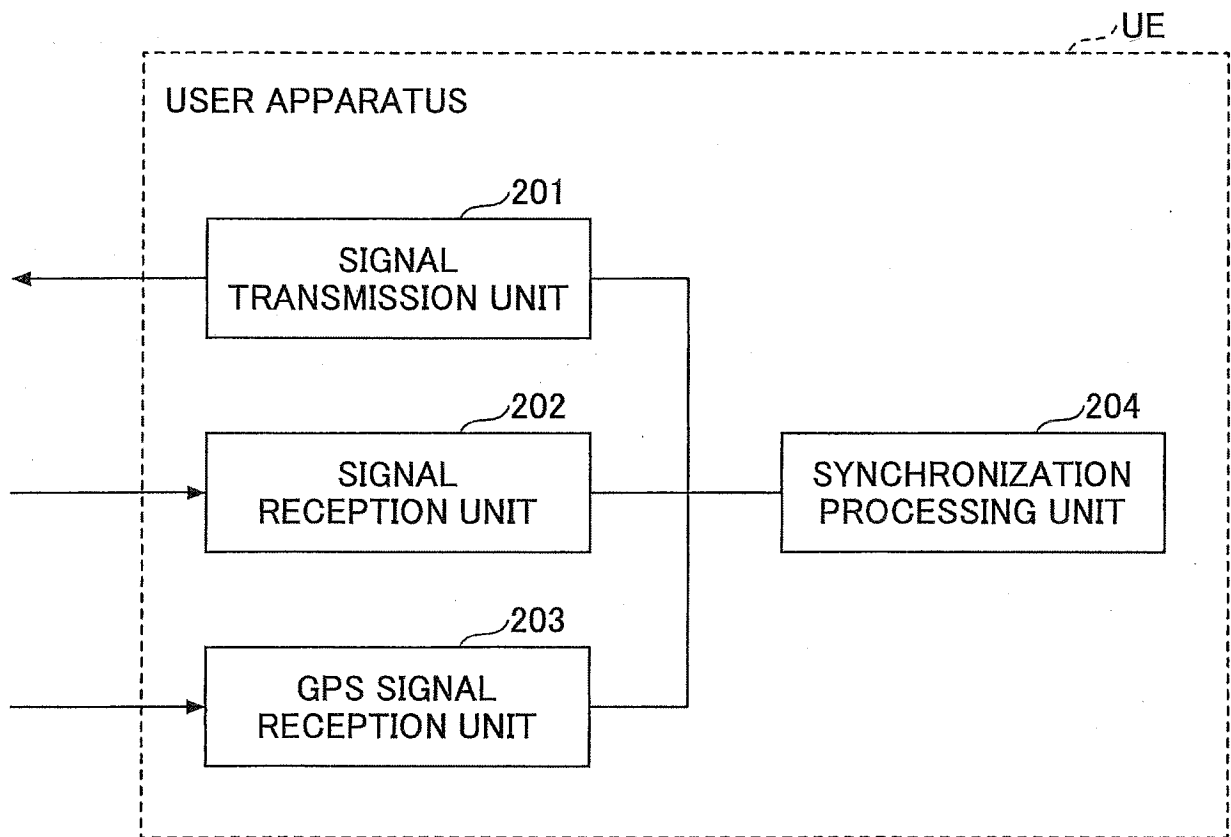 UE
USER APPARATUS
201
SIGNAL
TRANSMISSION UNIT
202
SIGNAL
RECEPTION UNIT
204
SYNCHRONIZATION
PROCESSING UNIT
203
GPS SIGNAL
RECEPTION UNIT